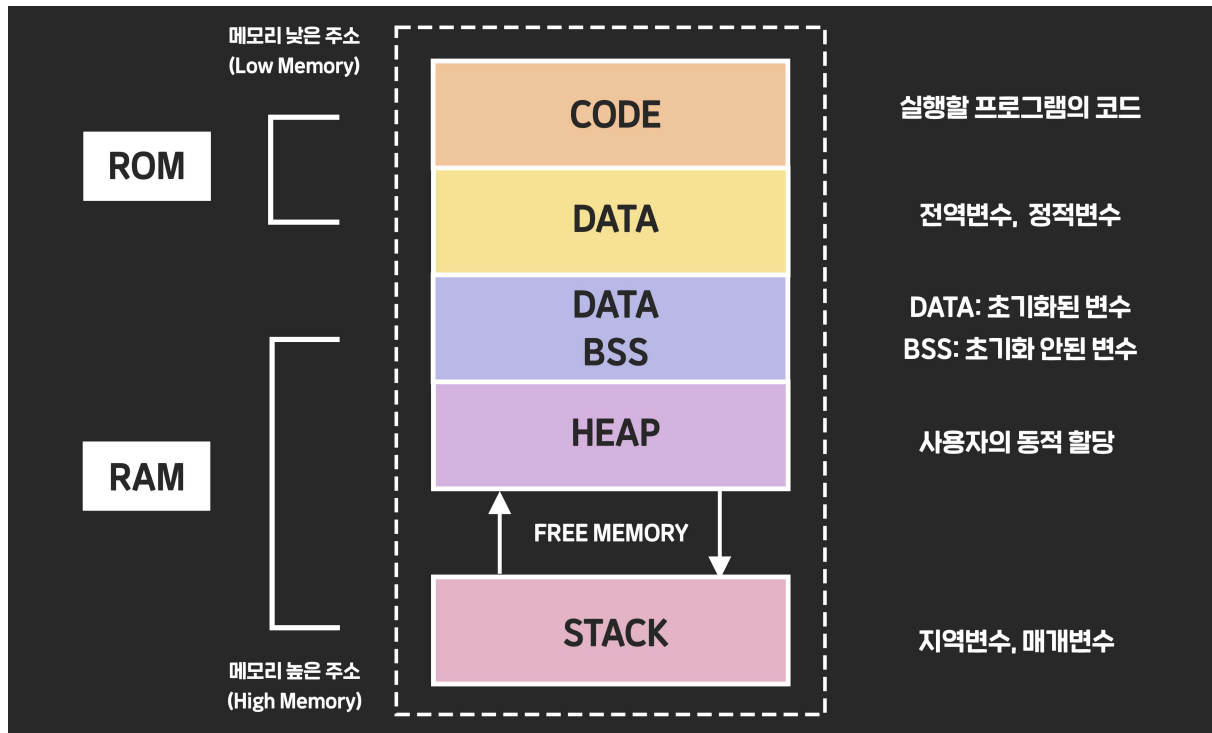 메모리 낮은 주소
(Low Memory)
CODE
실행할 프로그램의 코드
ROM
DATA
전역변수, 정적변수
DATA
BSS
DATA: 초기화된 변수
BSS: 초기화 안된 변수
HEAP
사용자의 동적 할당
RAM
FREE MEMORY
STACK
지역변수, 매개변수
메모리 높은 주소
(High Memory)